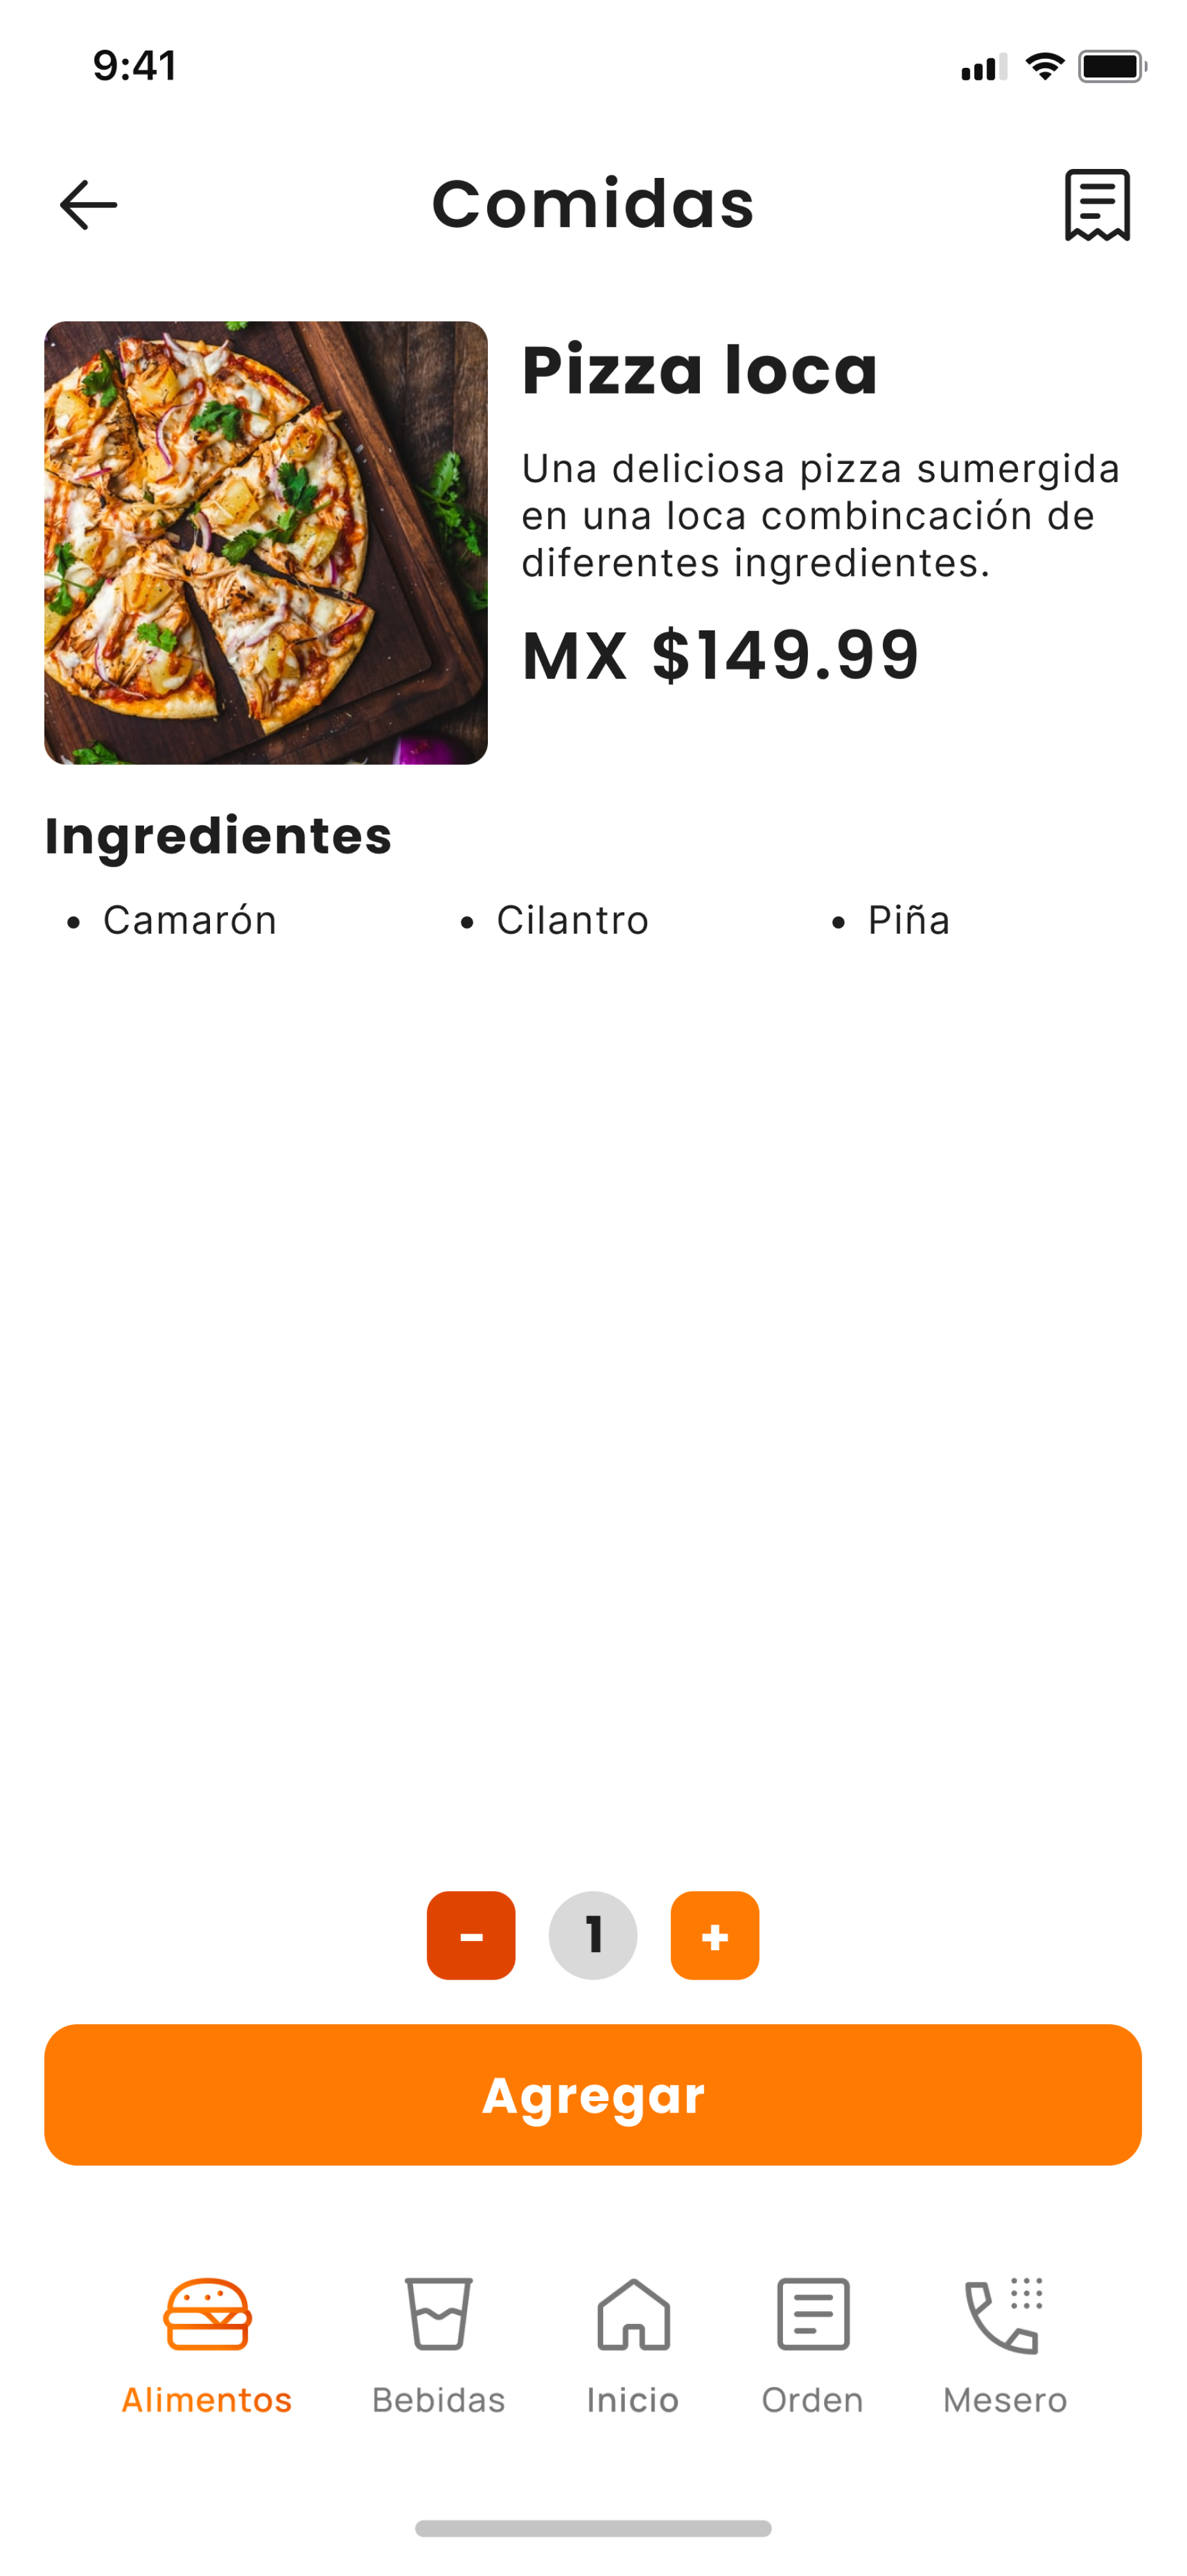 9:41
Comidas
Pizza loca
Una deliciosa pizza sumergida
en una loca combincación de
diferentes ingredientes.
MX $149.99
Ingredientes
• Camarón • Cilantro • Piña
- 1 +
Agregar
Alimentos Bebidas Inicio Orden Mesero